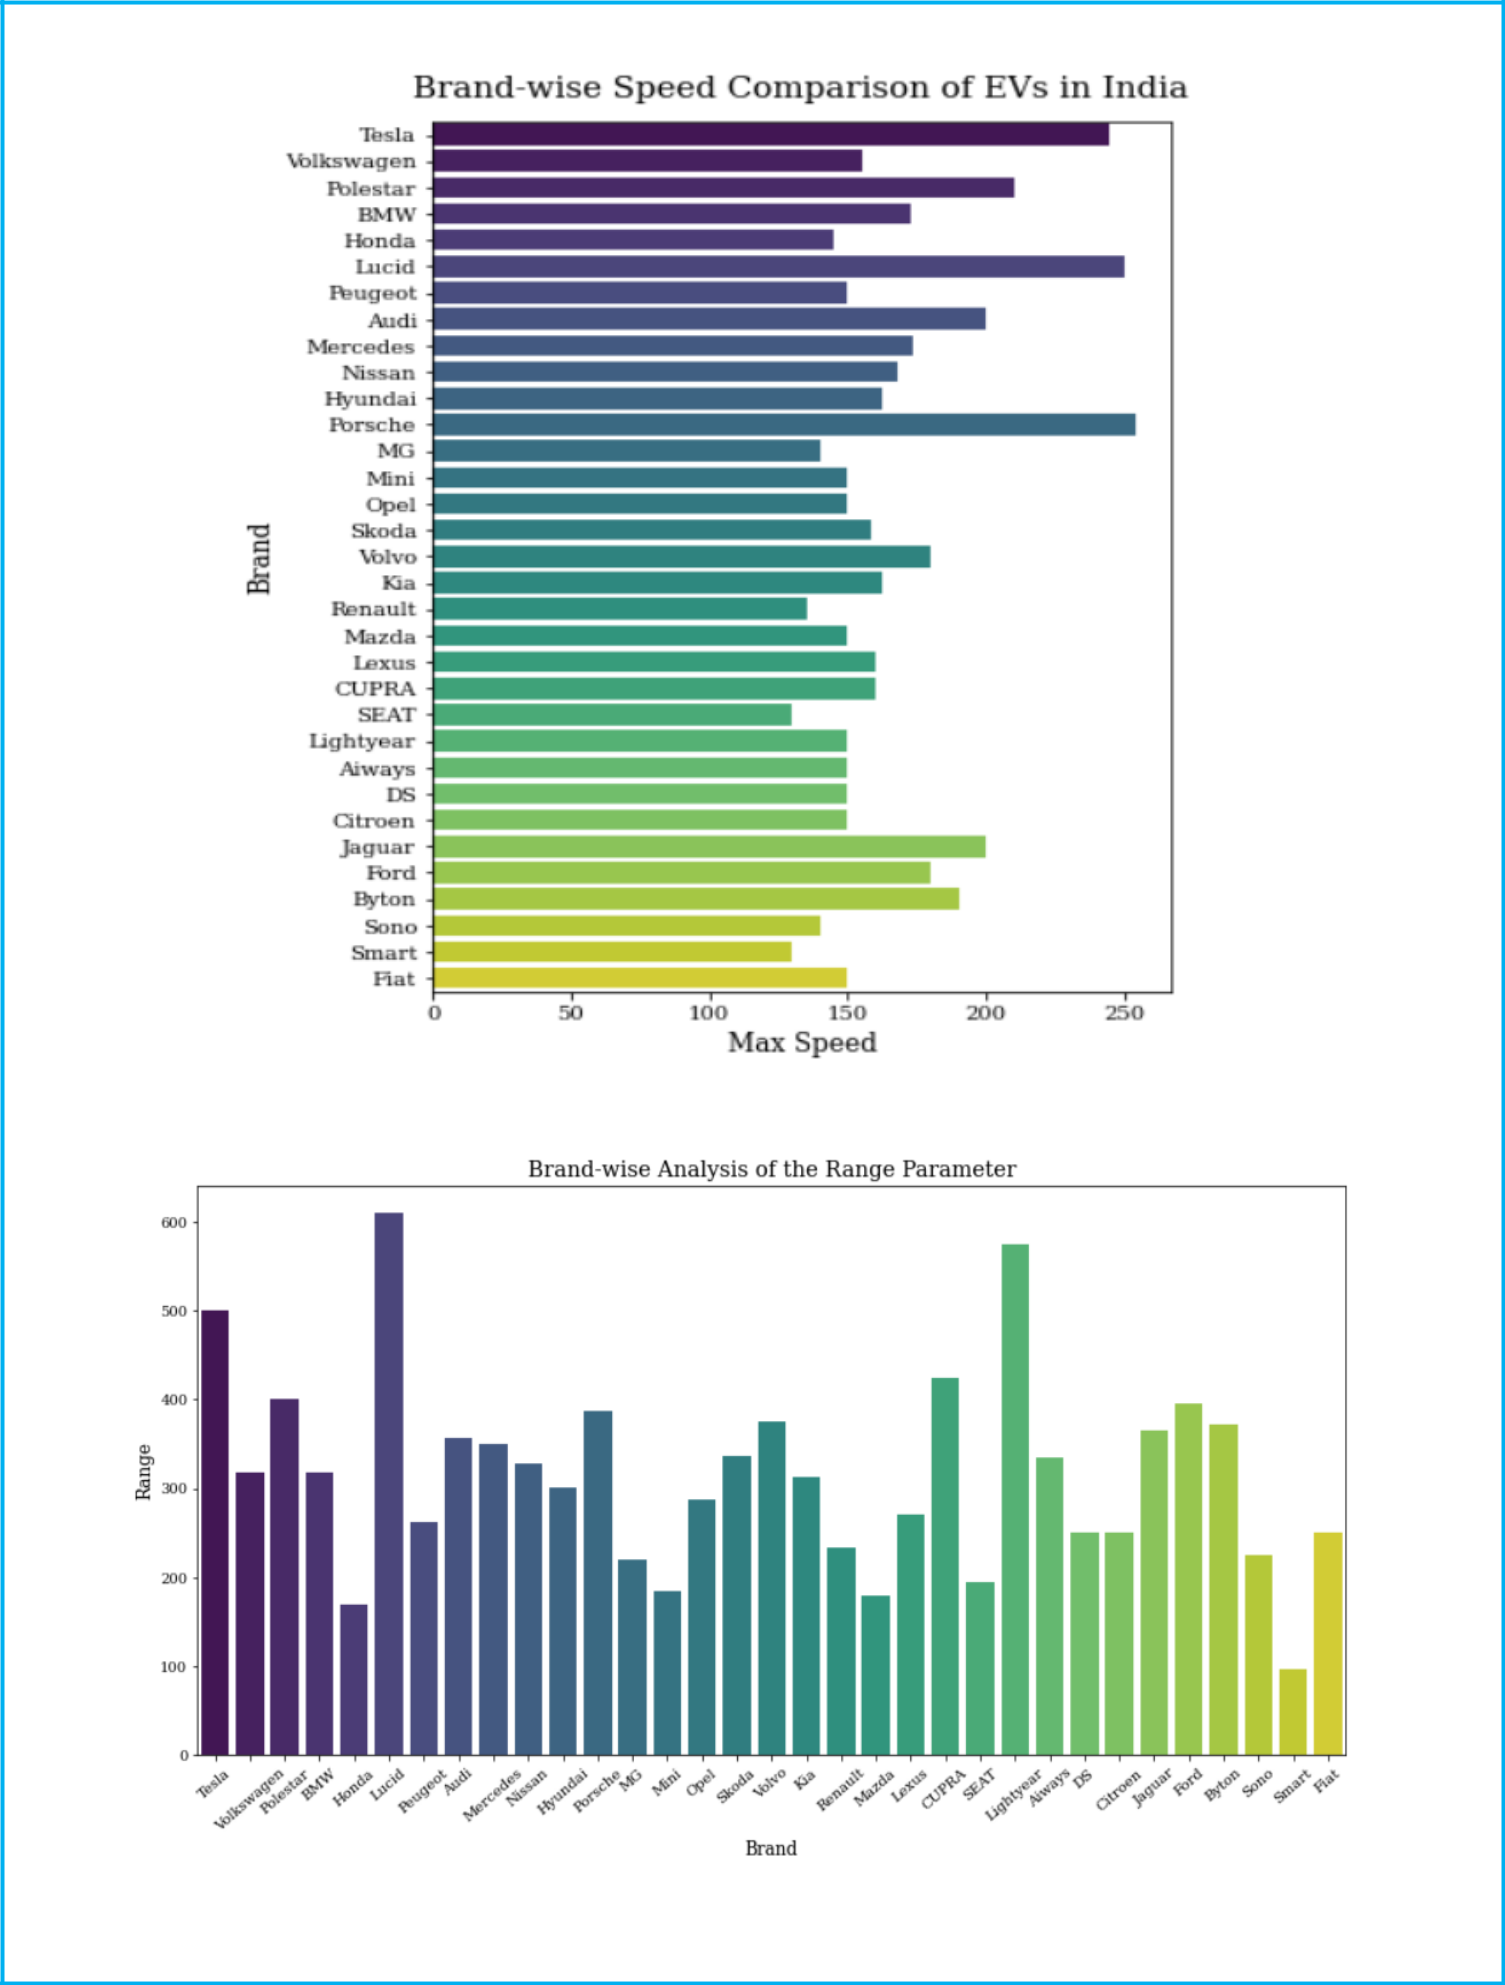 Brand-wise Speed Comparison of EVs in India
Tesla
Volkswagen
Polestar
BMW
Honda
Lucid
Peugeot
Audi
Mercedes
Nissan
Hyundai
Porsche
MG
Mini
Opel
Skoda
Volvo
Kia
Renault
Mazda
Lexus
CUPRA
SEAT
Lightyear
Aiways
DS
Citroen
Jaguar
Ford
Byton
Sono
Smart
Fiat
Brand
0 50 100 150 200 250
Max Speed
Brand-wise Analysis of the Range Parameter
600
500
400
300
200
100
0
Range
Tesla Volkswagen Polestar BMW Honda Lucid Peugeot Audi Mercedes Nissan Hyundai Porsche MG Mini Opel Skoda Volvo Kia Renault Mazda Lexus CUPRA SEAT Lightyear Aiways DS Citroen Jaguar Ford Byton Sono Smart Fiat
Brand